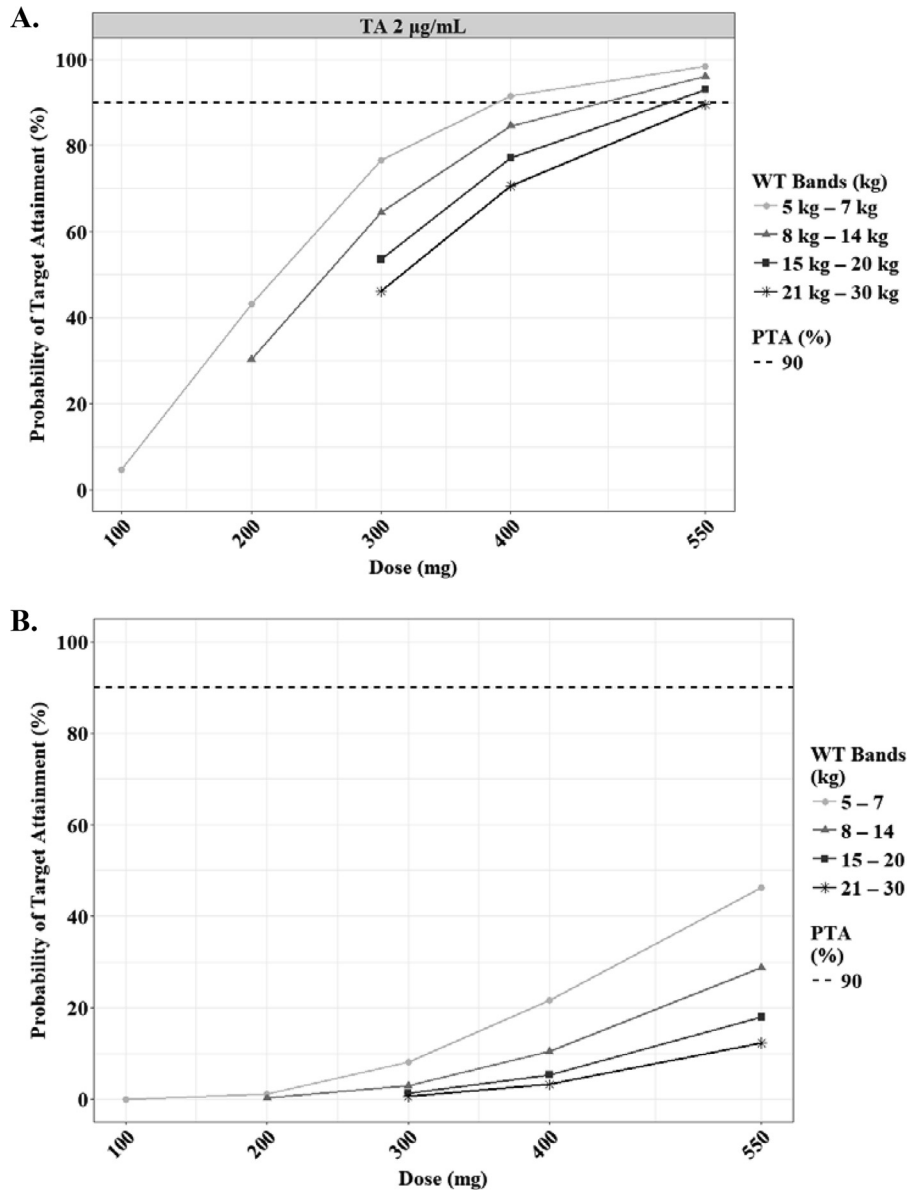 A.
TA 2 µg/mL
Probability of Target Attainment (%)
100
80
60
40
20
0
100
200
300
400
550
Dose (mg)
WT Bands (kg)
5 kg – 7 kg
8 kg – 14 kg
15 kg – 20 kg
21 kg – 30 kg
PTA (%)
90
B.
Probability of Target Attainment (%)
100
80
60
40
20
0
100
200
300
400
550
Dose (mg)
WT Bands
(kg)
5 – 7
8 – 14
15 – 20
21 – 30
PTA
(%)
90